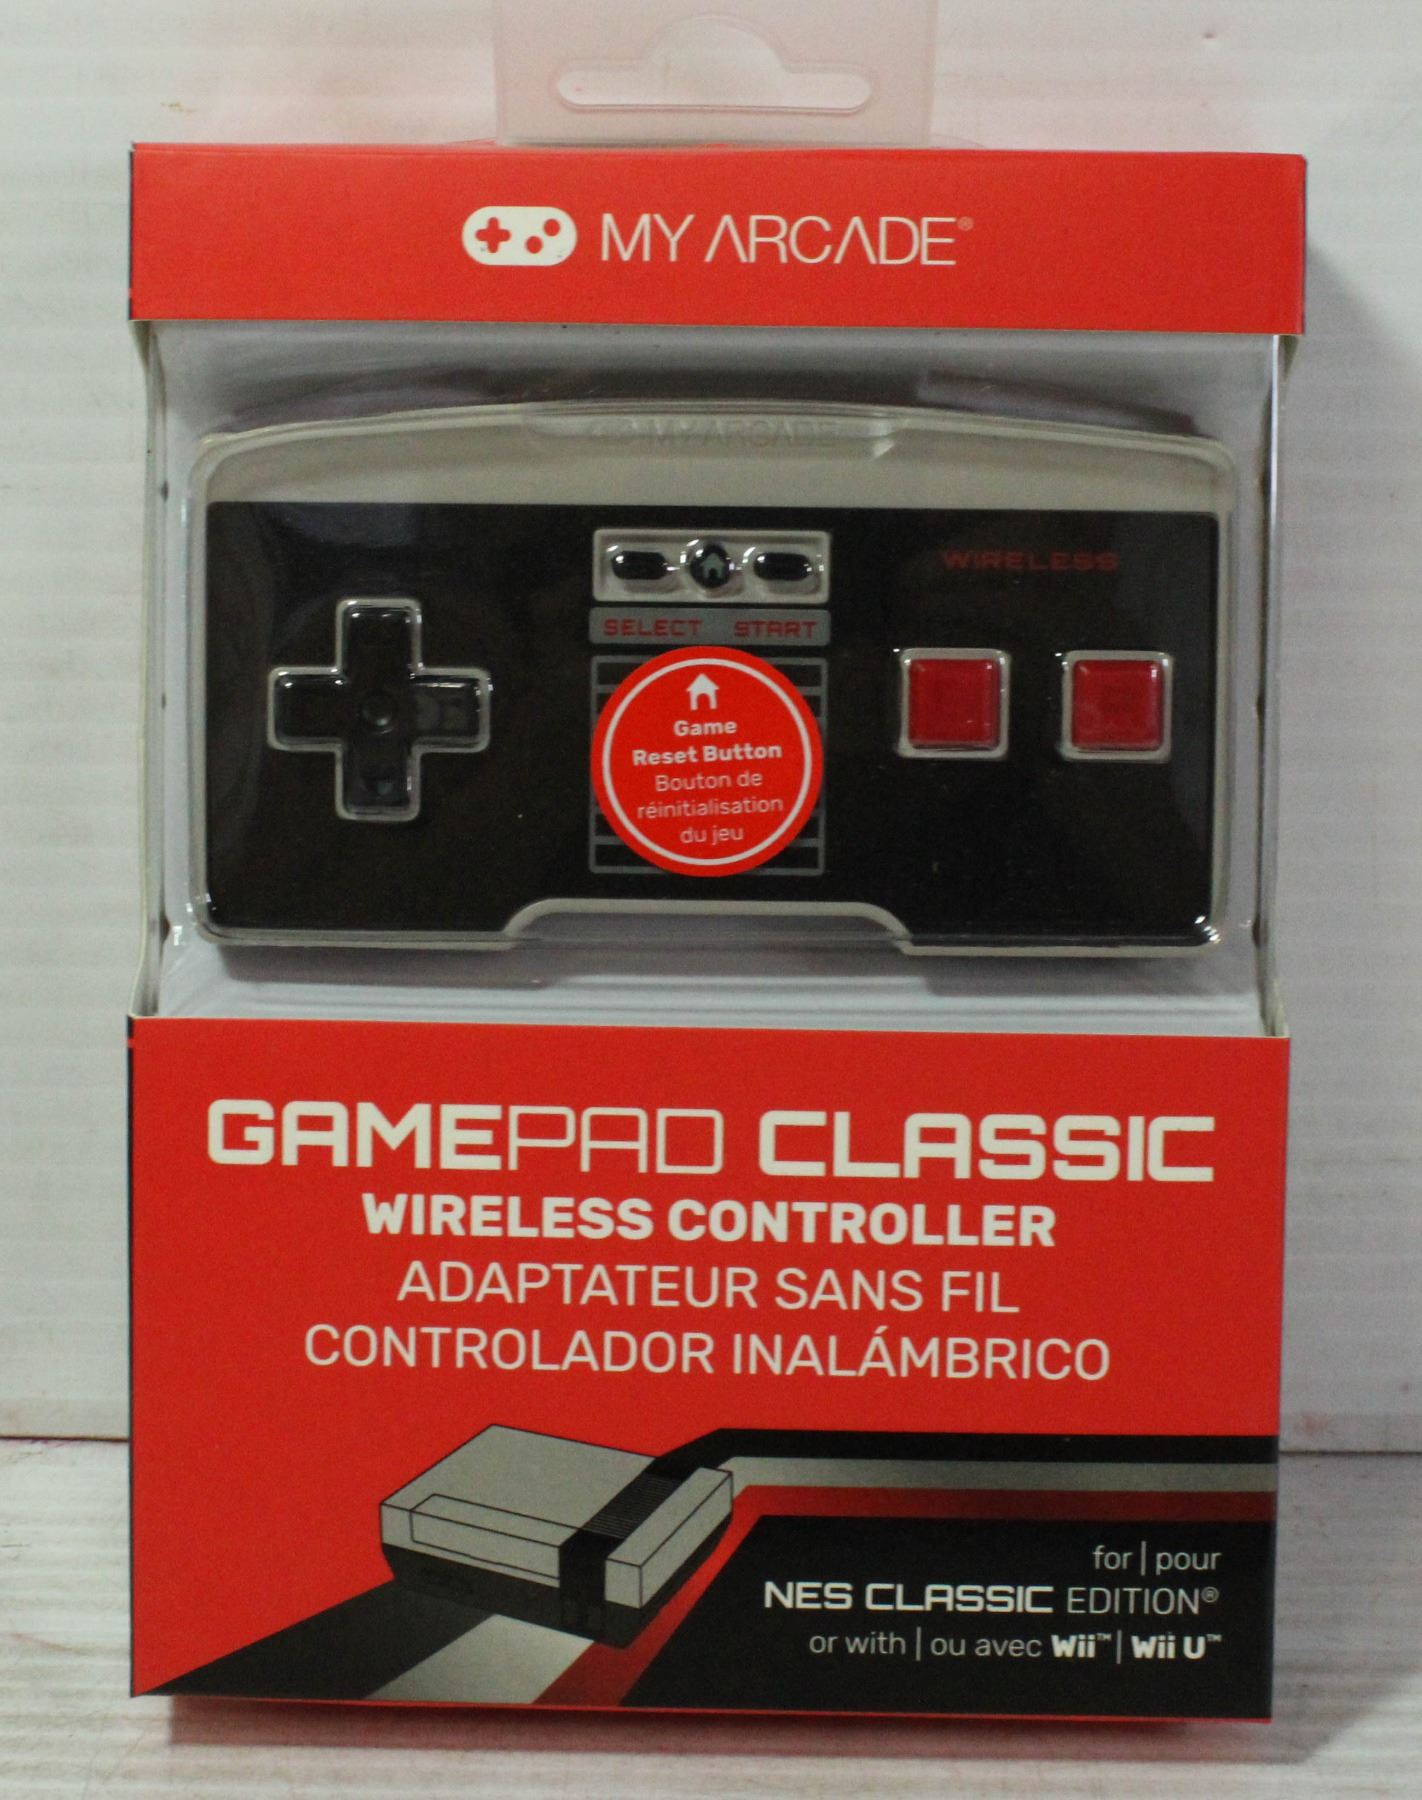 MY ARCADE®
MY ARCADE
WIRELESS
SELECT START
Game
Reset Button
Bouton de
réinitialisation
du jeu
GAMEPAD CLASSIC
WIRELESS CONTROLLER
ADAPTATEUR SANS FIL
CONTROLADOR INALÁMBRICO
for | pour
NES CLASSIC EDITION®
or with | ou avec Wii™ | Wii U™